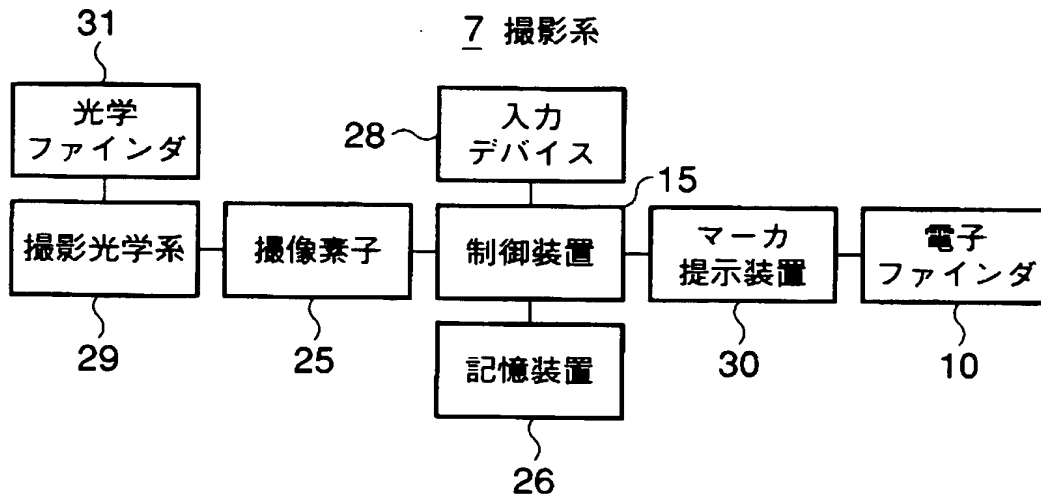 7 撮影系
31
光学
ファインダ
28
入力
デバイス
15
撮影光学系
撮像素子
制御装置
マーカ
提示装置
電子
ファインダ
29
25
30
10
記憶装置
26